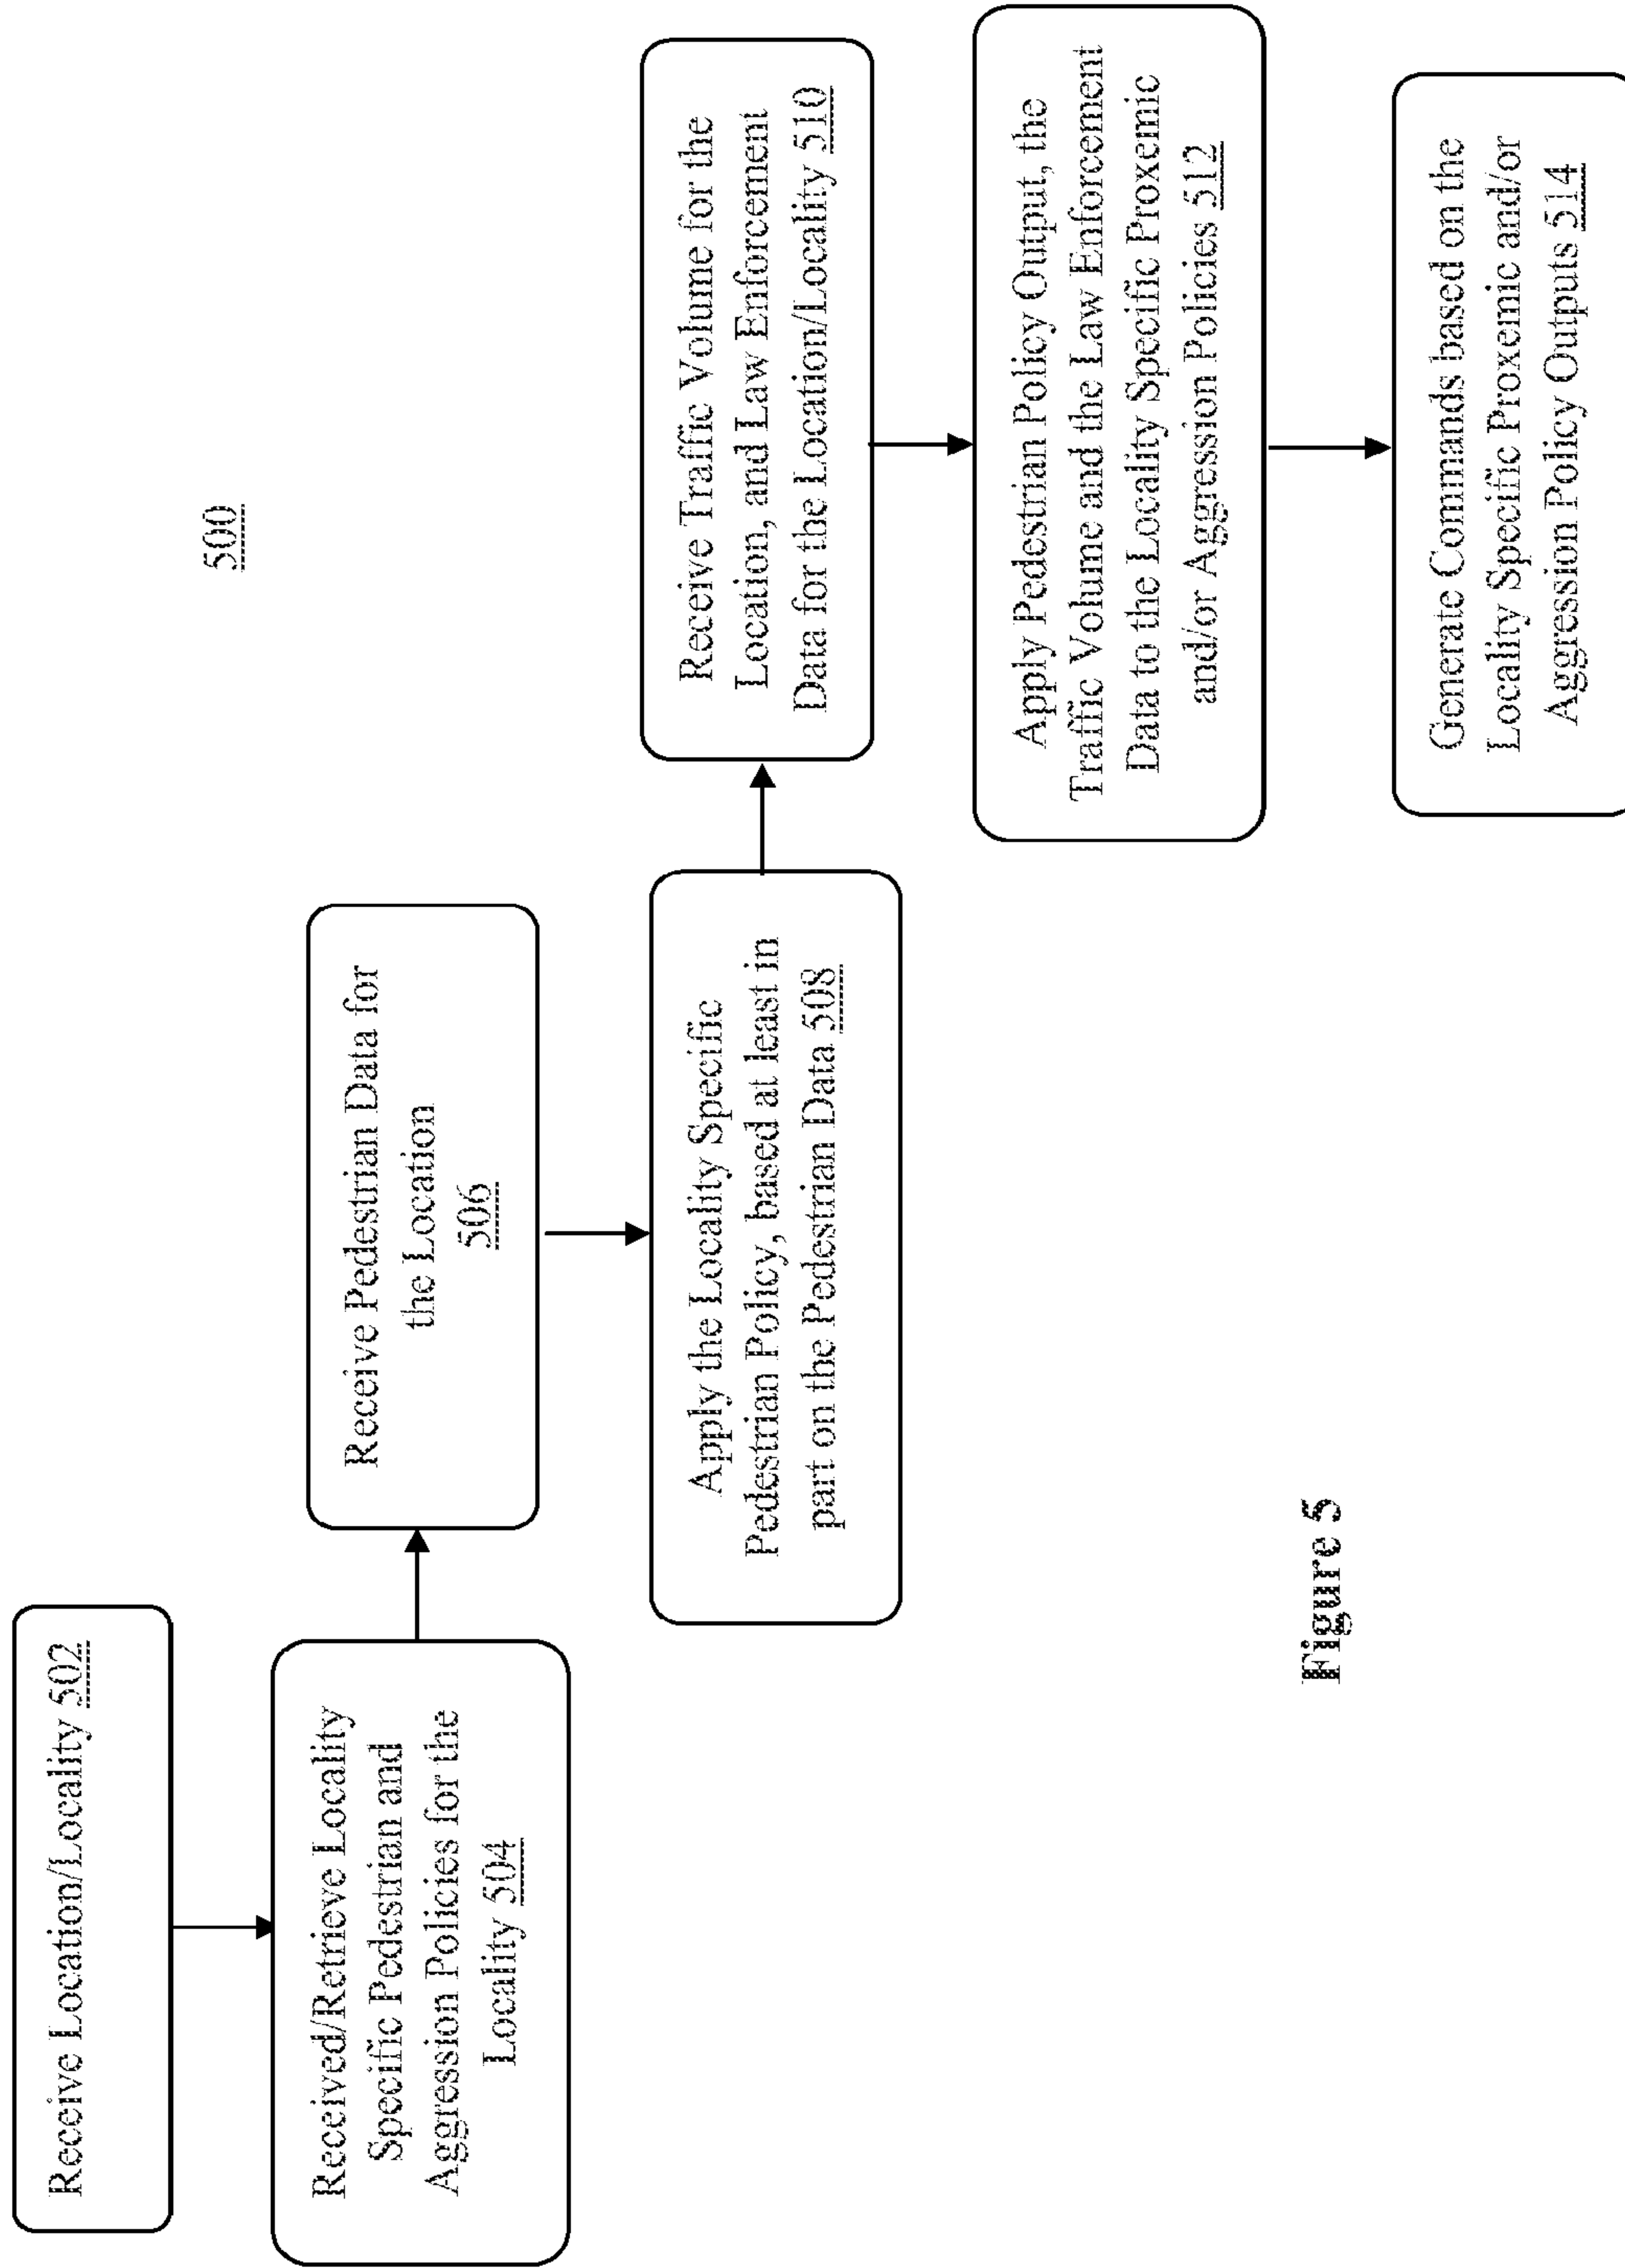 500
Receive Location/Locality 502
Received/Retrieve Locality
Specific Pedestrian and
Aggression Policies for the
Locality 504
Receive Pedestrian Data for
the Location
506
Apply the Locality Specific
Pedestrian Policy, based at least in
part on the Pedestrian Data 508
Receive Traffic Volume for the
Location, and Law Enforcement
Data for the Location/Locality 510
Apply Pedestrian Policy Output, the
Traffic Volume and the Law Enforcement
Data to the Locality Specific Proxemic
and/or Aggression Policies 512
Generate Commands based on the
Locality Specific Proxemic and/or
Aggression Policy Outputs 514
Figure 5